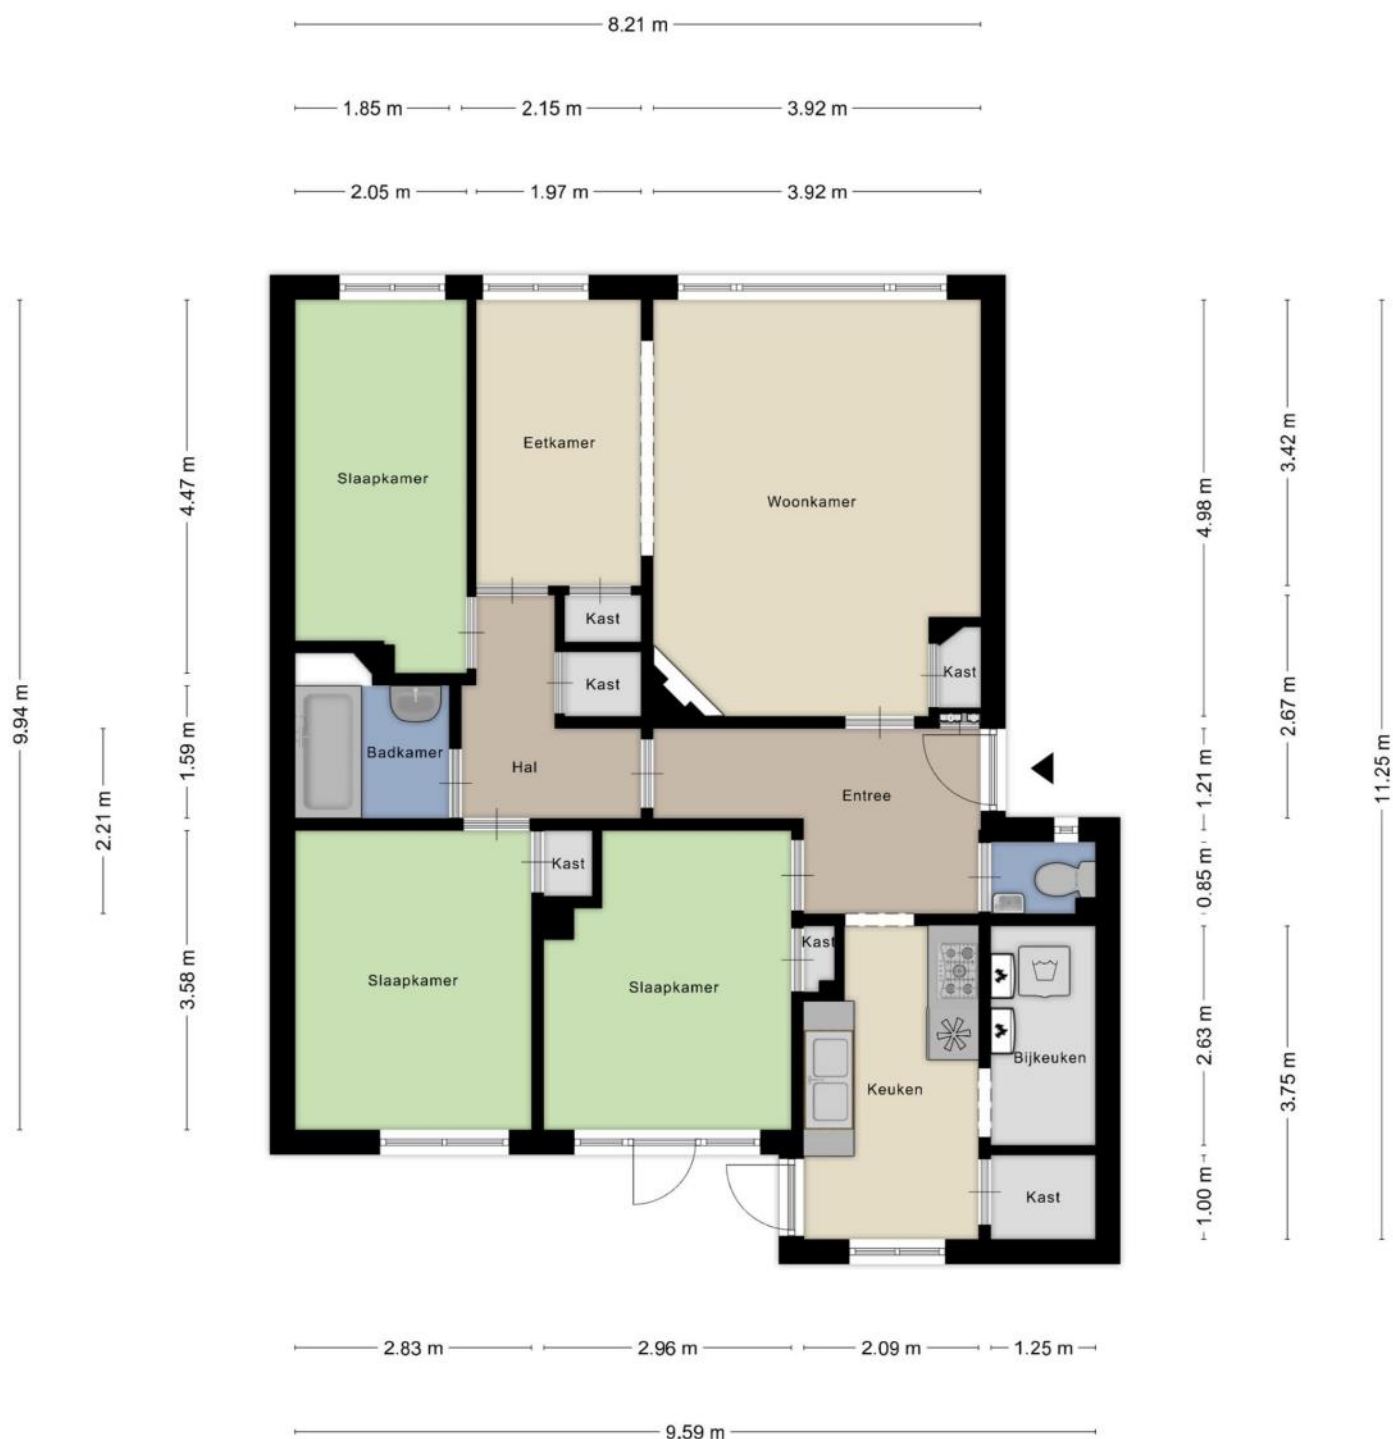 8.21 m
1.85 m
2.15 m
3.92 m
2.05 m
1.97 m
3.92 m
9.94 m
2.21 m
4.47 m
1.59 m
3.58 m
Slaapkamer
Eetkamer
Woonkamer
Kast
Kast
Kast
Badkamer
Hal
Entree
Kast
Slaapkamer
Slaapkamer
Kast
Keuken
Bijkeuken
Kast
4.98 m
1.21 m
0.85 m
2.63 m
1.00 m
3.42 m
2.67 m
3.75 m
11.25 m
2.83 m
2.96 m
2.09 m
1.25 m
9.59 m